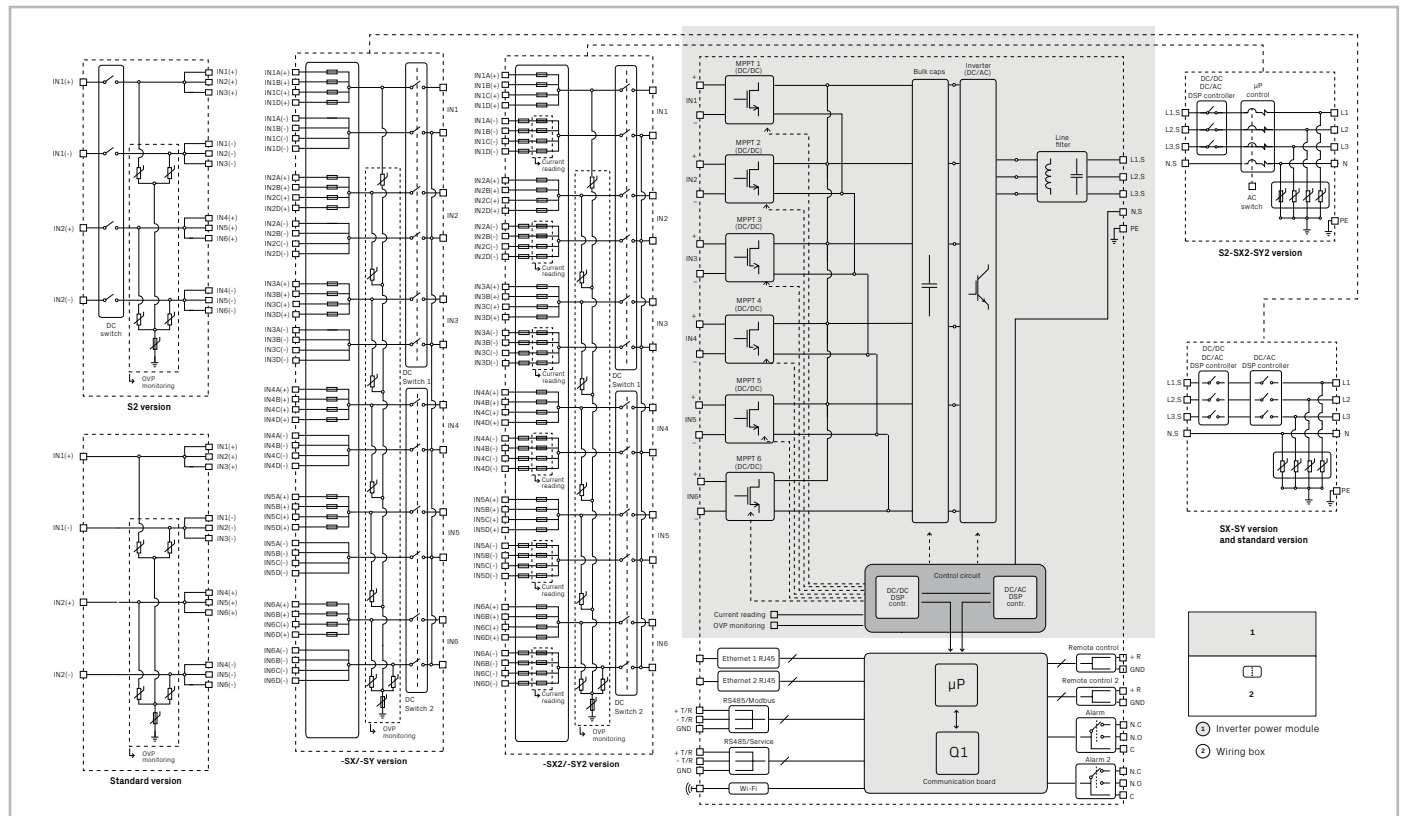 IN1(+)
IN1(+)
IN2(+)
IN3(+)
IN1(-)
IN1(-)
IN2(-)
IN3(-)
IN2(+)
IN4(+)
IN5(+)
IN6(+)
IN2(-)
IN4(-)
IN5(-)
IN6(-)
DC
switch
OVP
monitoring
S2 version
IN1(+)
IN1(+)
IN2(+)
IN3(+)
IN1(-)
IN1(-)
IN2(-)
IN3(-)
IN2(+)
IN4(+)
IN5(+)
IN6(+)
IN2(-)
IN4(-)
IN5(-)
IN6(-)
OVP
monitoring
Standard version
IN1A(+)
IN1B(+)
IN1C(+)
IN1D(+)
IN1
IN1A(-)
IN1B(-)
IN1C(-)
IN1D(-)
IN2A(+)
IN2B(+)
IN2C(+)
IN2D(+)
IN2
IN2A(-)
IN2B(-)
IN2C(-)
IN2D(-)
IN3A(+)
IN3B(+)
IN3C(+)
IN3D(+)
IN3
IN3A(-)
IN3B(-)
IN3C(-)
IN3D(-)
DC
Switch 1
IN4A(+)
IN4B(+)
IN4C(+)
IN4D(+)
IN4
IN4A(-)
IN4B(-)
IN4C(-)
IN4D(-)
IN5A(+)
IN5B(+)
IN5C(+)
IN5D(+)
IN5
IN5A(-)
IN5B(-)
IN5C(-)
IN5D(-)
IN6A(+)
IN6B(+)
IN6C(+)
IN6D(+)
IN6
IN6A(-)
IN6B(-)
IN6C(-)
IN6D(-)
DC
Switch 2
OVP
monitoring
-SX/-SY version
IN1A(+)
IN1B(+)
IN1C(+)
IN1D(+)
IN1
IN1A(-)
IN1B(-)
IN1C(-)
IN1D(-)
Current
reading
IN2A(+)
IN2B(+)
IN2C(+)
IN2D(+)
IN2
IN2A(-)
IN2B(-)
IN2C(-)
IN2D(-)
Current
reading
IN3A(+)
IN3B(+)
IN3C(+)
IN3D(+)
IN3
IN3A(-)
IN3B(-)
IN3C(-)
IN3D(-)
Current
reading
DC
Switch 1
IN4A(+)
IN4B(+)
IN4C(+)
IN4D(+)
IN4
IN4A(-)
IN4B(-)
IN4C(-)
IN4D(-)
Current
reading
IN5A(+)
IN5B(+)
IN5C(+)
IN5D(+)
IN5
IN5A(-)
IN5B(-)
IN5C(-)
IN5D(-)
Current
reading
IN6A(+)
IN6B(+)
IN6C(+)
IN6D(+)
IN6
IN6A(-)
IN6B(-)
IN6C(-)
IN6D(-)
Current
reading
DC
Switch 2
OVP
monitoring
-SX2/-SY2 version
MPPT 1
(DC/DC)
+
IN1
–
MPPT 2
(DC/DC)
+
IN2
–
MPPT 3
(DC/DC)
+
IN3
–
MPPT 4
(DC/DC)
+
IN4
–
MPPT 5
(DC/DC)
+
IN5
–
MPPT 6
(DC/DC)
+
IN6
–
Bulk caps
Inverter
(DC/AC)
Line
filter
L1,S
L2,S
L3,S
N,S
PE
Control circuit
DC/DC
DSP
contr.
DC/AC
DSP
contr.
Current reading
OVP monitoring
Ethernet 1 RJ45
Ethernet 2 RJ45
RS485/Modbus
+ T/R
- T/R
GND
RS485/Service
+ T/R
- T/R
GND
Wi-Fi
µP
Q1
Communication board
Remote control
+ R
GND
Remote control 2
+ R
GND
Alarm
N.C
N.O
C
Alarm 2
N.C
N.O
C
DC/DC
DC/AC
DSP controller
µP
control
L1,S
L1
L2,S
L2
L3,S
L3
N,S
N
AC
switch
PE
S2-SX2-SY2 version
DC/DC
DC/AC
DSP controller
DC/AC
DSP controller
L1,S
L1
L2,S
L2
L3,S
L3
N,S
N
PE
SX-SY version
and standard version
1
2
1 Inverter power module
2 Wiring box